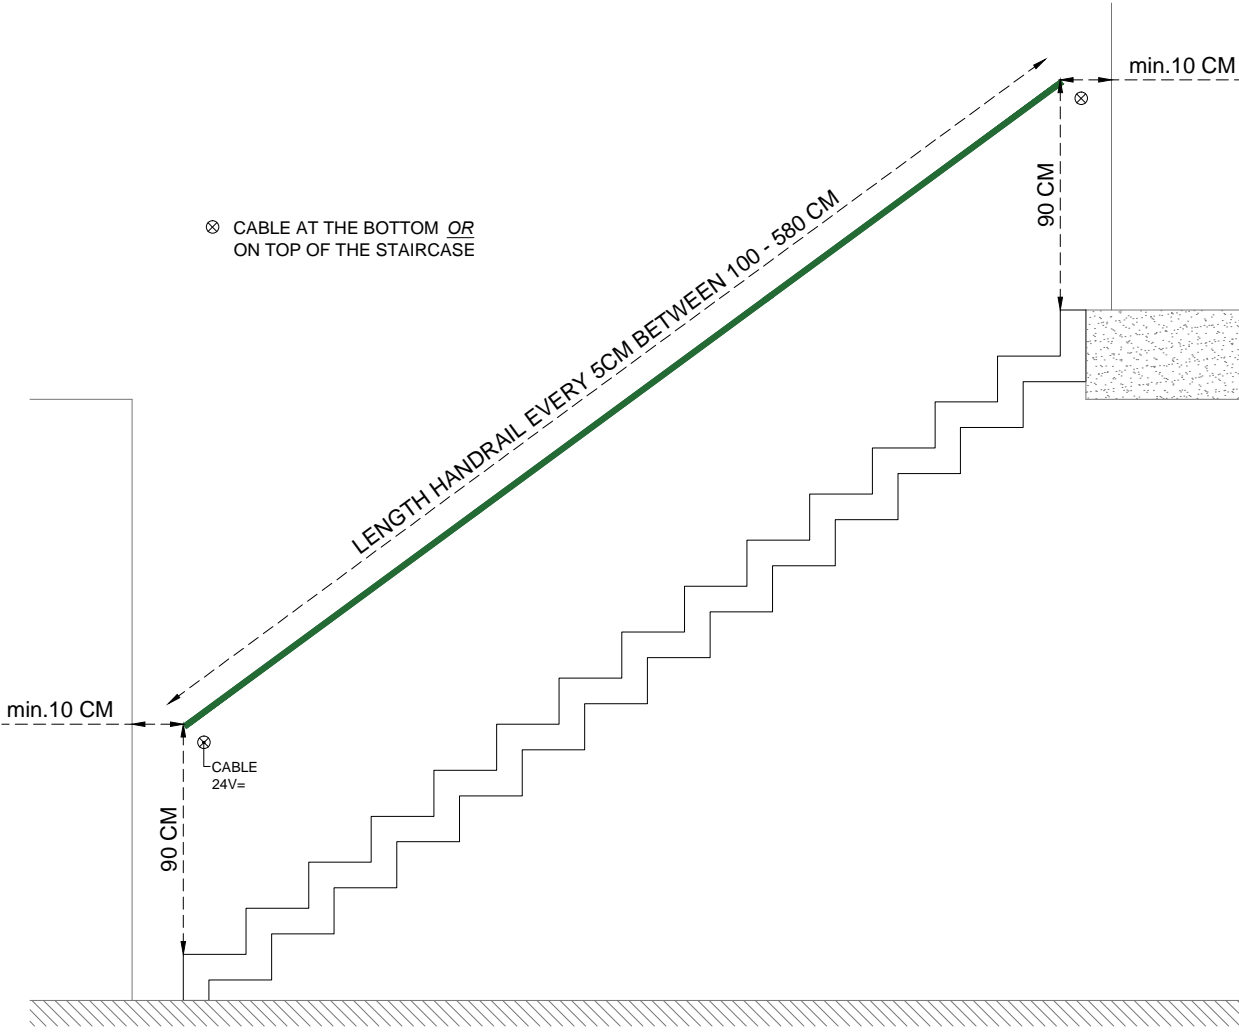 min.10 CM
90 CM
CABLE AT THE BOTTOM OR
ON TOP OF THE STAIRCASE
LENGTH HANDRAIL EVERY 5CM BETWEEN 100 - 580 CM
min.10 CM
CABLE
24V=
90 CM